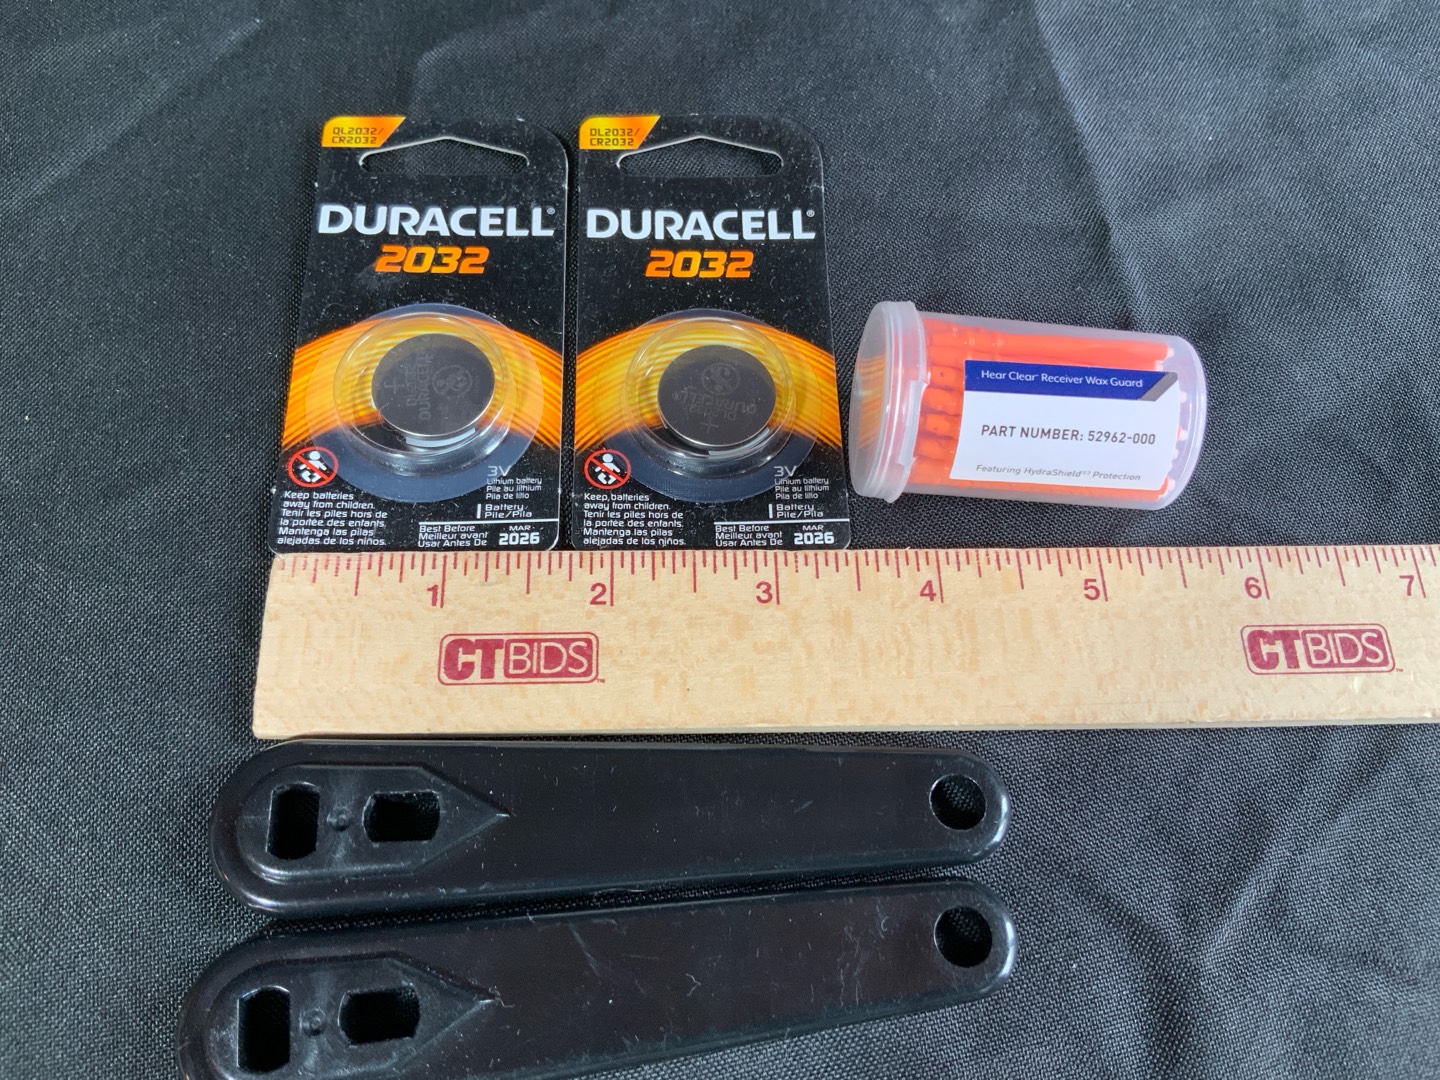 DL2032/
CR2032
DURACELL®
2032
3V
Lithium battery
Pile au lithium
Pila de litio
Battery
Pile/Pila
Keep batteries
away from children.
Tenir les piles hors de
la portée des enfants.
Mantenga las pilas
alejadas de los niños.
Best Before
Meilleur avant
Usar Antes De
MAR
2026
DL2032/
CR2032
DURACELL®
2032
3V
Lithium battery
Pile au lithium
Pila de litio
Battery
Pile/Pila
Keep batteries
away from children.
Tenir les piles hors de
la portée des enfants.
Mantenga las pilas
alejadas de los niños.
Best Before
Meilleur avant
Usar Antes De
MAR
2026
Hear Clear™ Receiver Wax Guard
PART NUMBER: 52962-000
Featuring HydraShield®² Protection
1 2 3 4 5 6 7
CTBIDS™ CTBIDS™